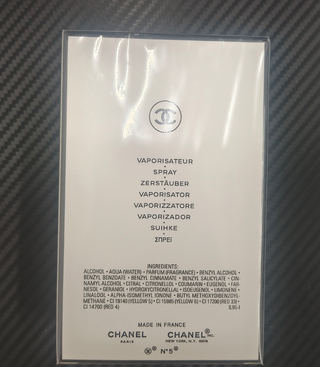 VAPORISATEUR
SPRAY
ZERSTÄUBER
VAPORISATOR
VAPORIZZATORE
VAPORIZADOR
SUIHKE
ΣΠΡΕΪ
INGREDIENTS:
ALCOHOL • AQUA (WATER) • PARFUM (FRAGRANCE) • BENZYL ALCOHOL •
BENZYL BENZOATE • BENZYL CINNAMATE • BENZYL SALICYLATE • CIN-
NAMYL ALCOHOL • CITRAL • CITRONELLOL • COUMARIN • EUGENOL • FAR-
NESOL • GERANIOL • HYDROXYCITRONELLAL • ISOEUGENOL • LIMONENE •
LINALOOL • ALPHA-ISOMETHYL IONONE • BUTYL METHOXYDIBENZOYL-
METHANE • CI 19140 (YELLOW 5) • CI 15985 (YELLOW 6) • CI 17200 (RED 33) •
CI 14700 (RED 4)
MADE IN FRANCE
CHANEL CHANEL® INC.
PARIS NEW YORK, N.Y.
N°5®